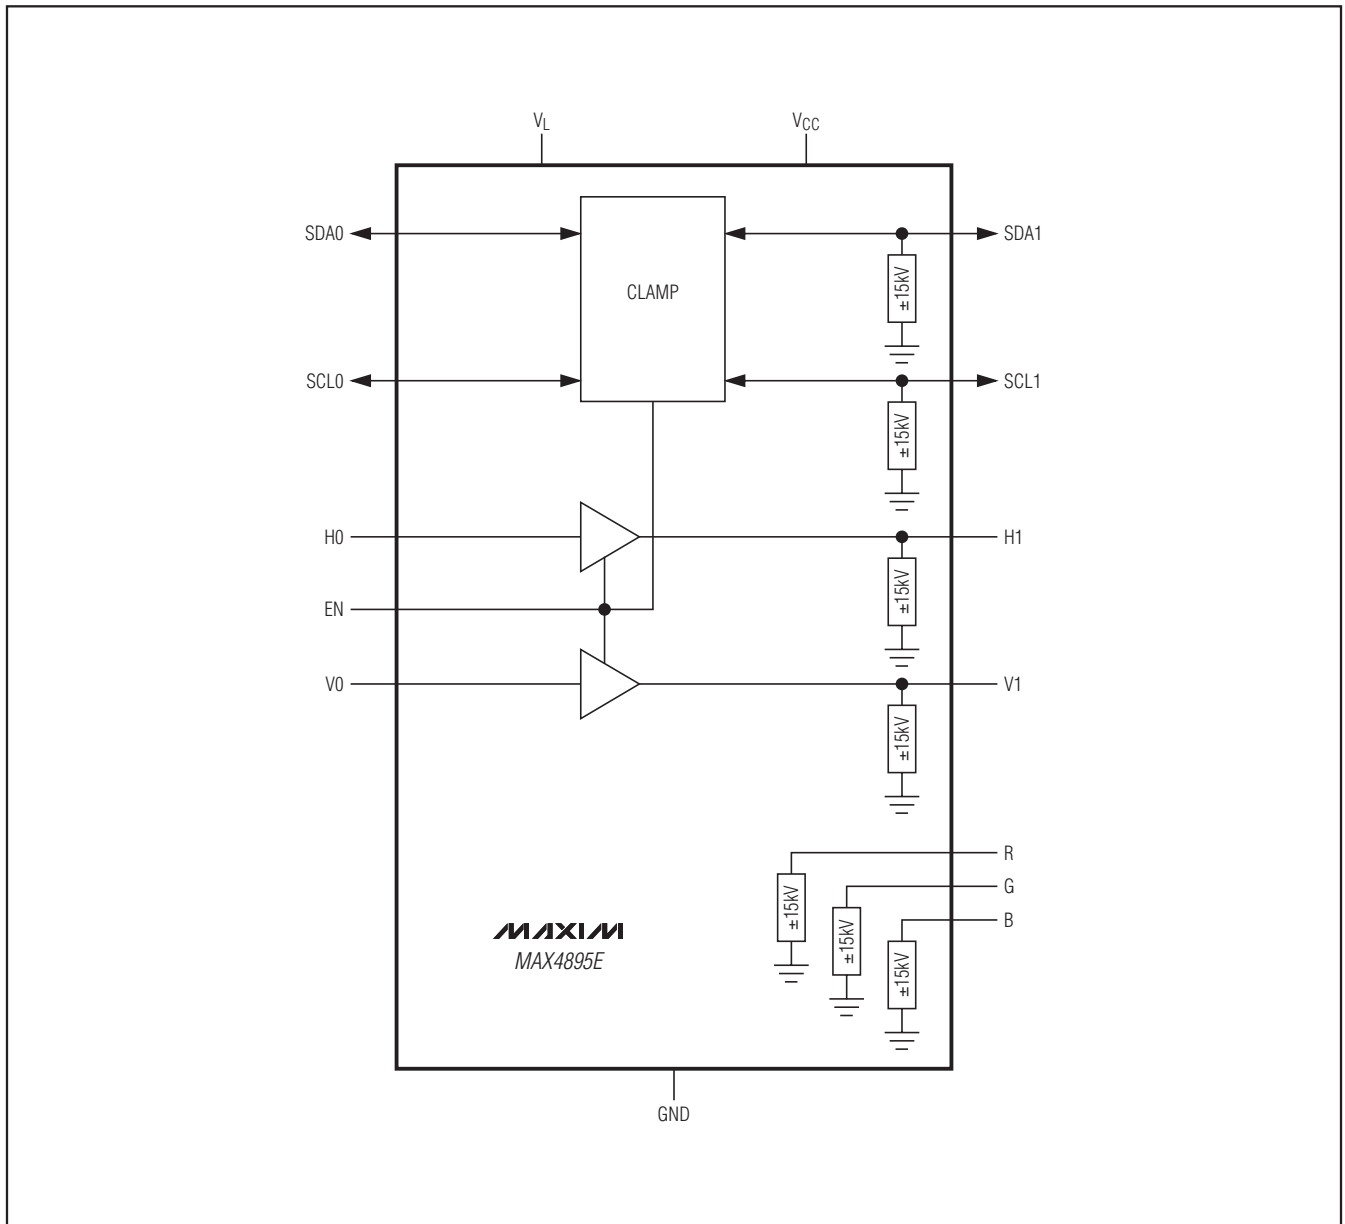 VL
VCC
SDA0
SDA1
±15kV
CLAMP
SCL0
SCL1
±15kV
H0
H1
±15kV
EN
V0
V1
±15kV
R
G
B
±15kV
±15kV
±15kV
MAXIM
MAX4895E
GND